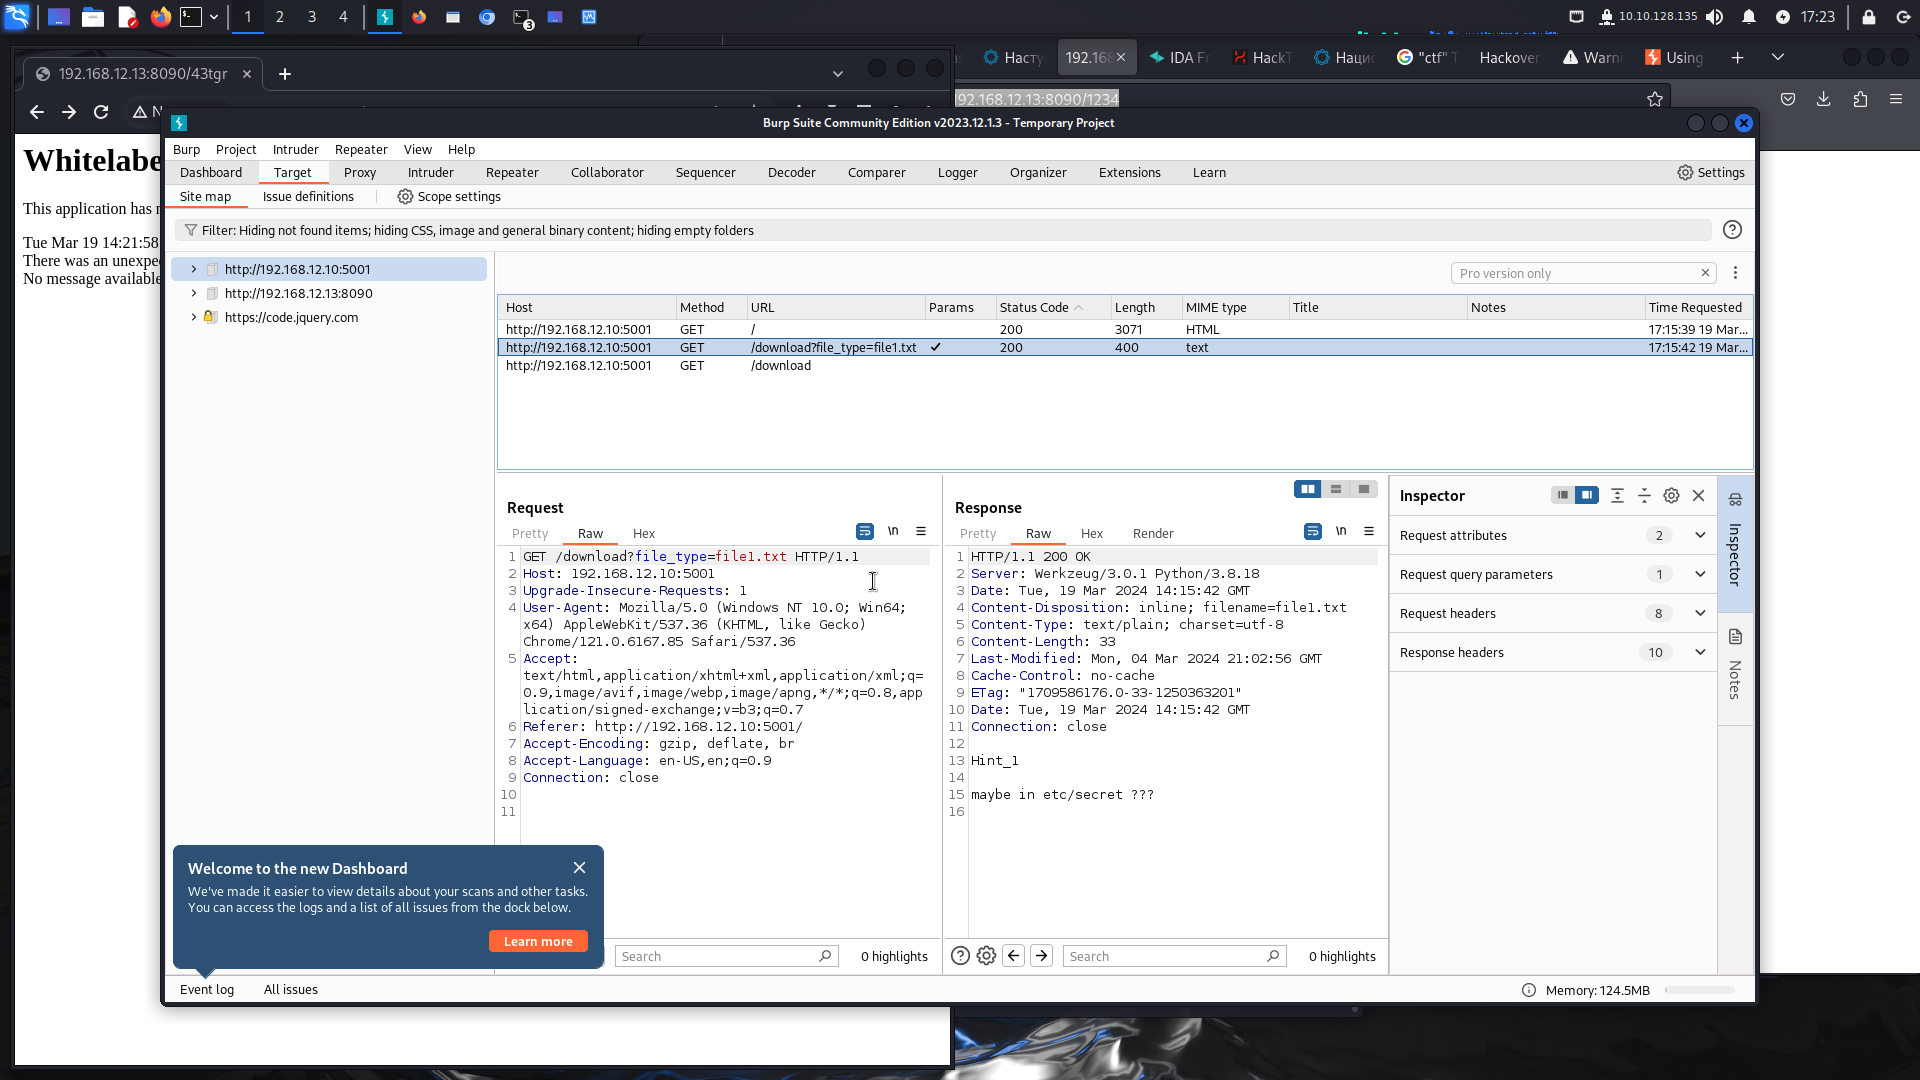 1 2 3 4
3
10.10.128.135
17:23
192.168.12.13:8090/43tgr
Насту
192.168
IDA Fr
HackT
Нацио
"ctf" T
Hackover
Warni
Using
N
192.168.12.13:8090/1234
Burp Suite Community Edition v2023.12.1.3 - Temporary Project
Burp Project Intruder Repeater View Help
Dashboard Target Proxy Intruder Repeater Collaborator Sequencer Decoder Comparer Logger Organizer Extensions Learn Settings
Site map Issue definitions Scope settings
Filter: Hiding not found items; hiding CSS, image and general binary content; hiding empty folders
Whitelabe
This application has
Tue Mar 19 14:21:58
There was an unexpe
No message available
http://192.168.12.10:5001
http://192.168.12.13:8090
https://code.jquery.com
Pro version only
Host Method URL Params Status Code Length MIME type Title Notes Time Requested
http://192.168.12.10:5001 GET / 200 3071 HTML 17:15:39 19 Mar...
http://192.168.12.10:5001 GET /download?file_type=file1.txt ✓ 200 400 text 17:15:42 19 Mar...
http://192.168.12.10:5001 GET /download
Request
Pretty Raw Hex \n
1 GET /download?file_type=file1.txt HTTP/1.1
2 Host: 192.168.12.10:5001
3 Upgrade-Insecure-Requests: 1
4 User-Agent: Mozilla/5.0 (Windows NT 10.0; Win64;
x64) AppleWebKit/537.36 (KHTML, like Gecko)
Chrome/121.0.6167.85 Safari/537.36
5 Accept:
text/html,application/xhtml+xml,application/xml;q=
0.9,image/avif,image/webp,image/apng,*/*;q=0.8,app
lication/signed-exchange;v=b3;q=0.7
6 Referer: http://192.168.12.10:5001/
7 Accept-Encoding: gzip, deflate, br
8 Accept-Language: en-US,en;q=0.9
9 Connection: close
10
11
Search
0 highlights
Response
Pretty Raw Hex Render \n
1 HTTP/1.1 200 OK
2 Server: Werkzeug/3.0.1 Python/3.8.18
3 Date: Tue, 19 Mar 2024 14:15:42 GMT
4 Content-Disposition: inline; filename=file1.txt
5 Content-Type: text/plain; charset=utf-8
6 Content-Length: 33
7 Last-Modified: Mon, 04 Mar 2024 21:02:56 GMT
8 Cache-Control: no-cache
9 ETag: "1709586176.0-33-1250363201"
10 Date: Tue, 19 Mar 2024 14:15:42 GMT
11 Connection: close
12
13 Hint_1
14
15 maybe in etc/secret ???
16
Search
0 highlights
Inspector
Request attributes 2
Request query parameters 1
Request headers 8
Response headers 10
Inspector
Notes
Welcome to the new Dashboard
We've made it easier to view details about your scans and other tasks.
You can access the logs and a list of all issues from the dock below.
Learn more
Event log All issues
Memory: 124.5MB